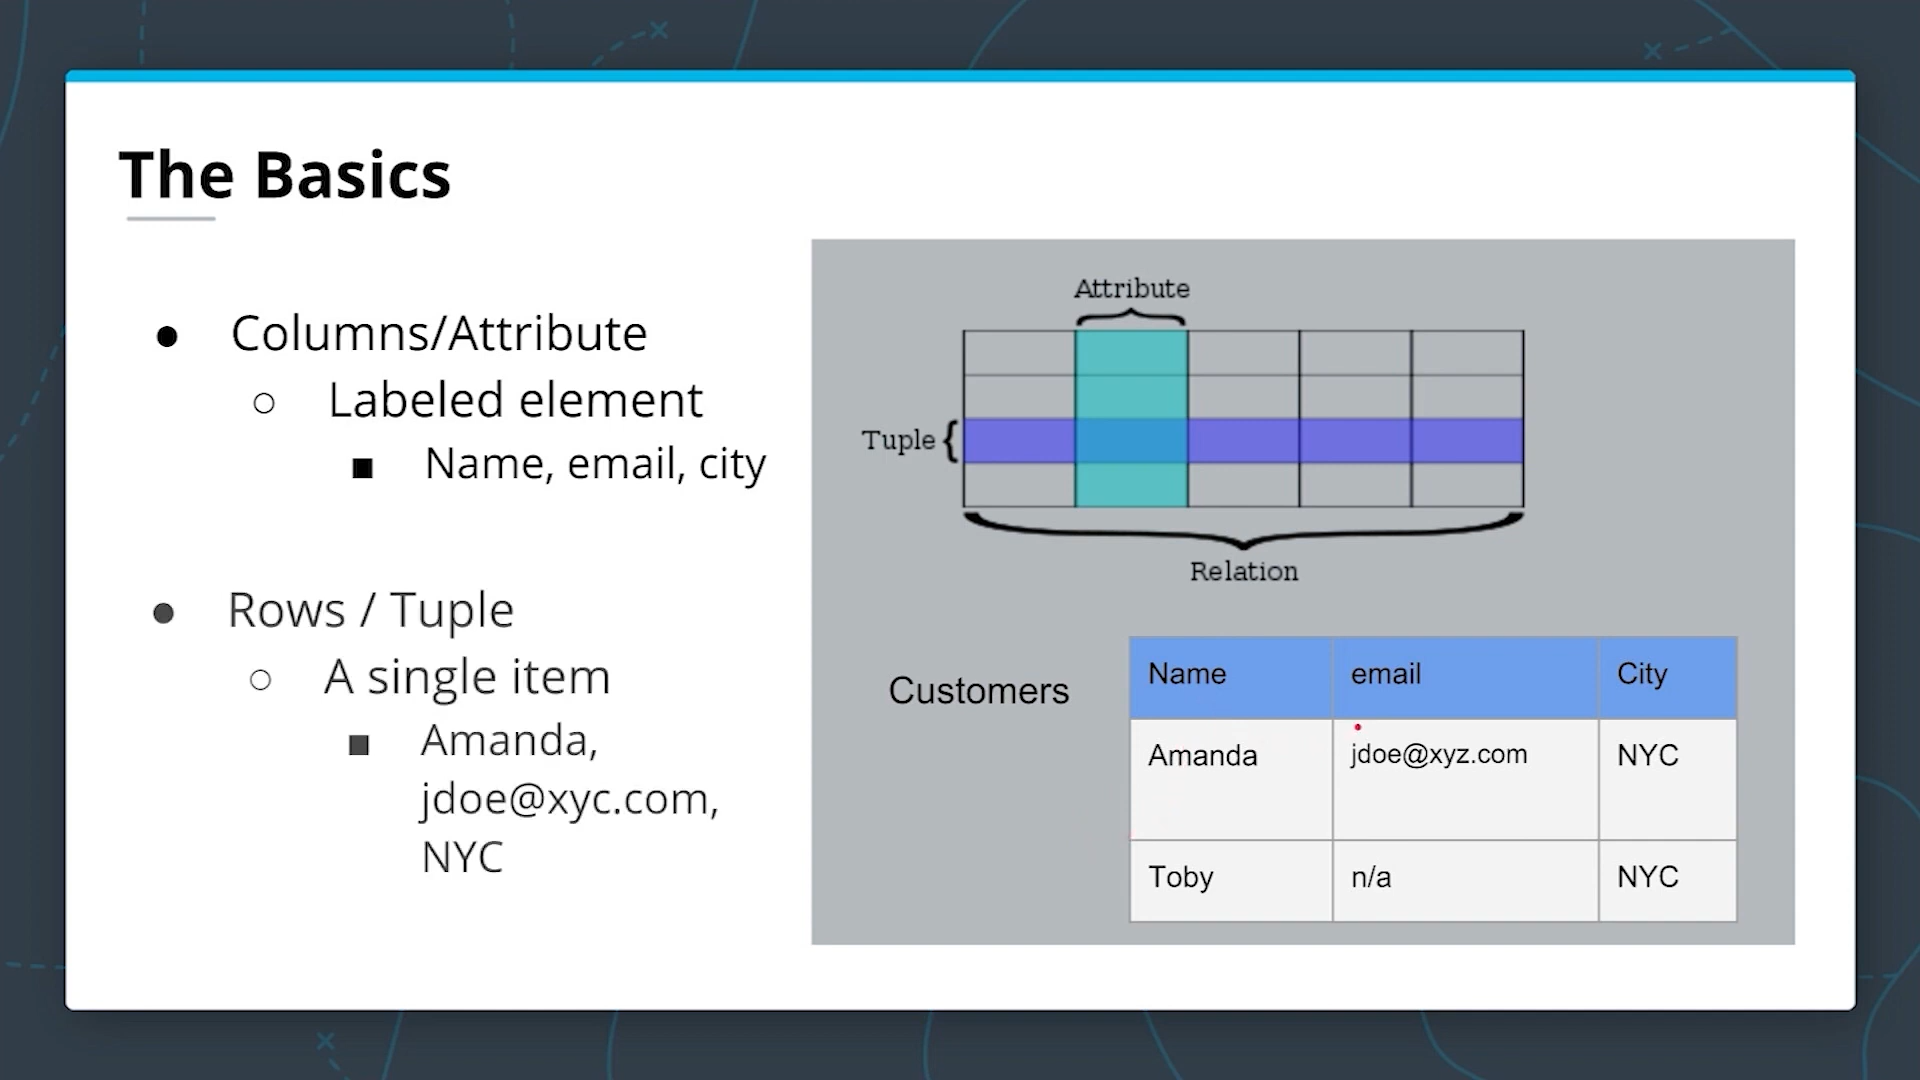 The Basics
● Columns/Attribute
○ Labeled element
■ Name, email, city
● Rows / Tuple
○ A single item
■ Amanda,
jdoe@xyc.com,
NYC
Attribute
Tuple {
Relation
Customers
Name email City
Amanda jdoe@xyz.com NYC
Toby n/a NYC